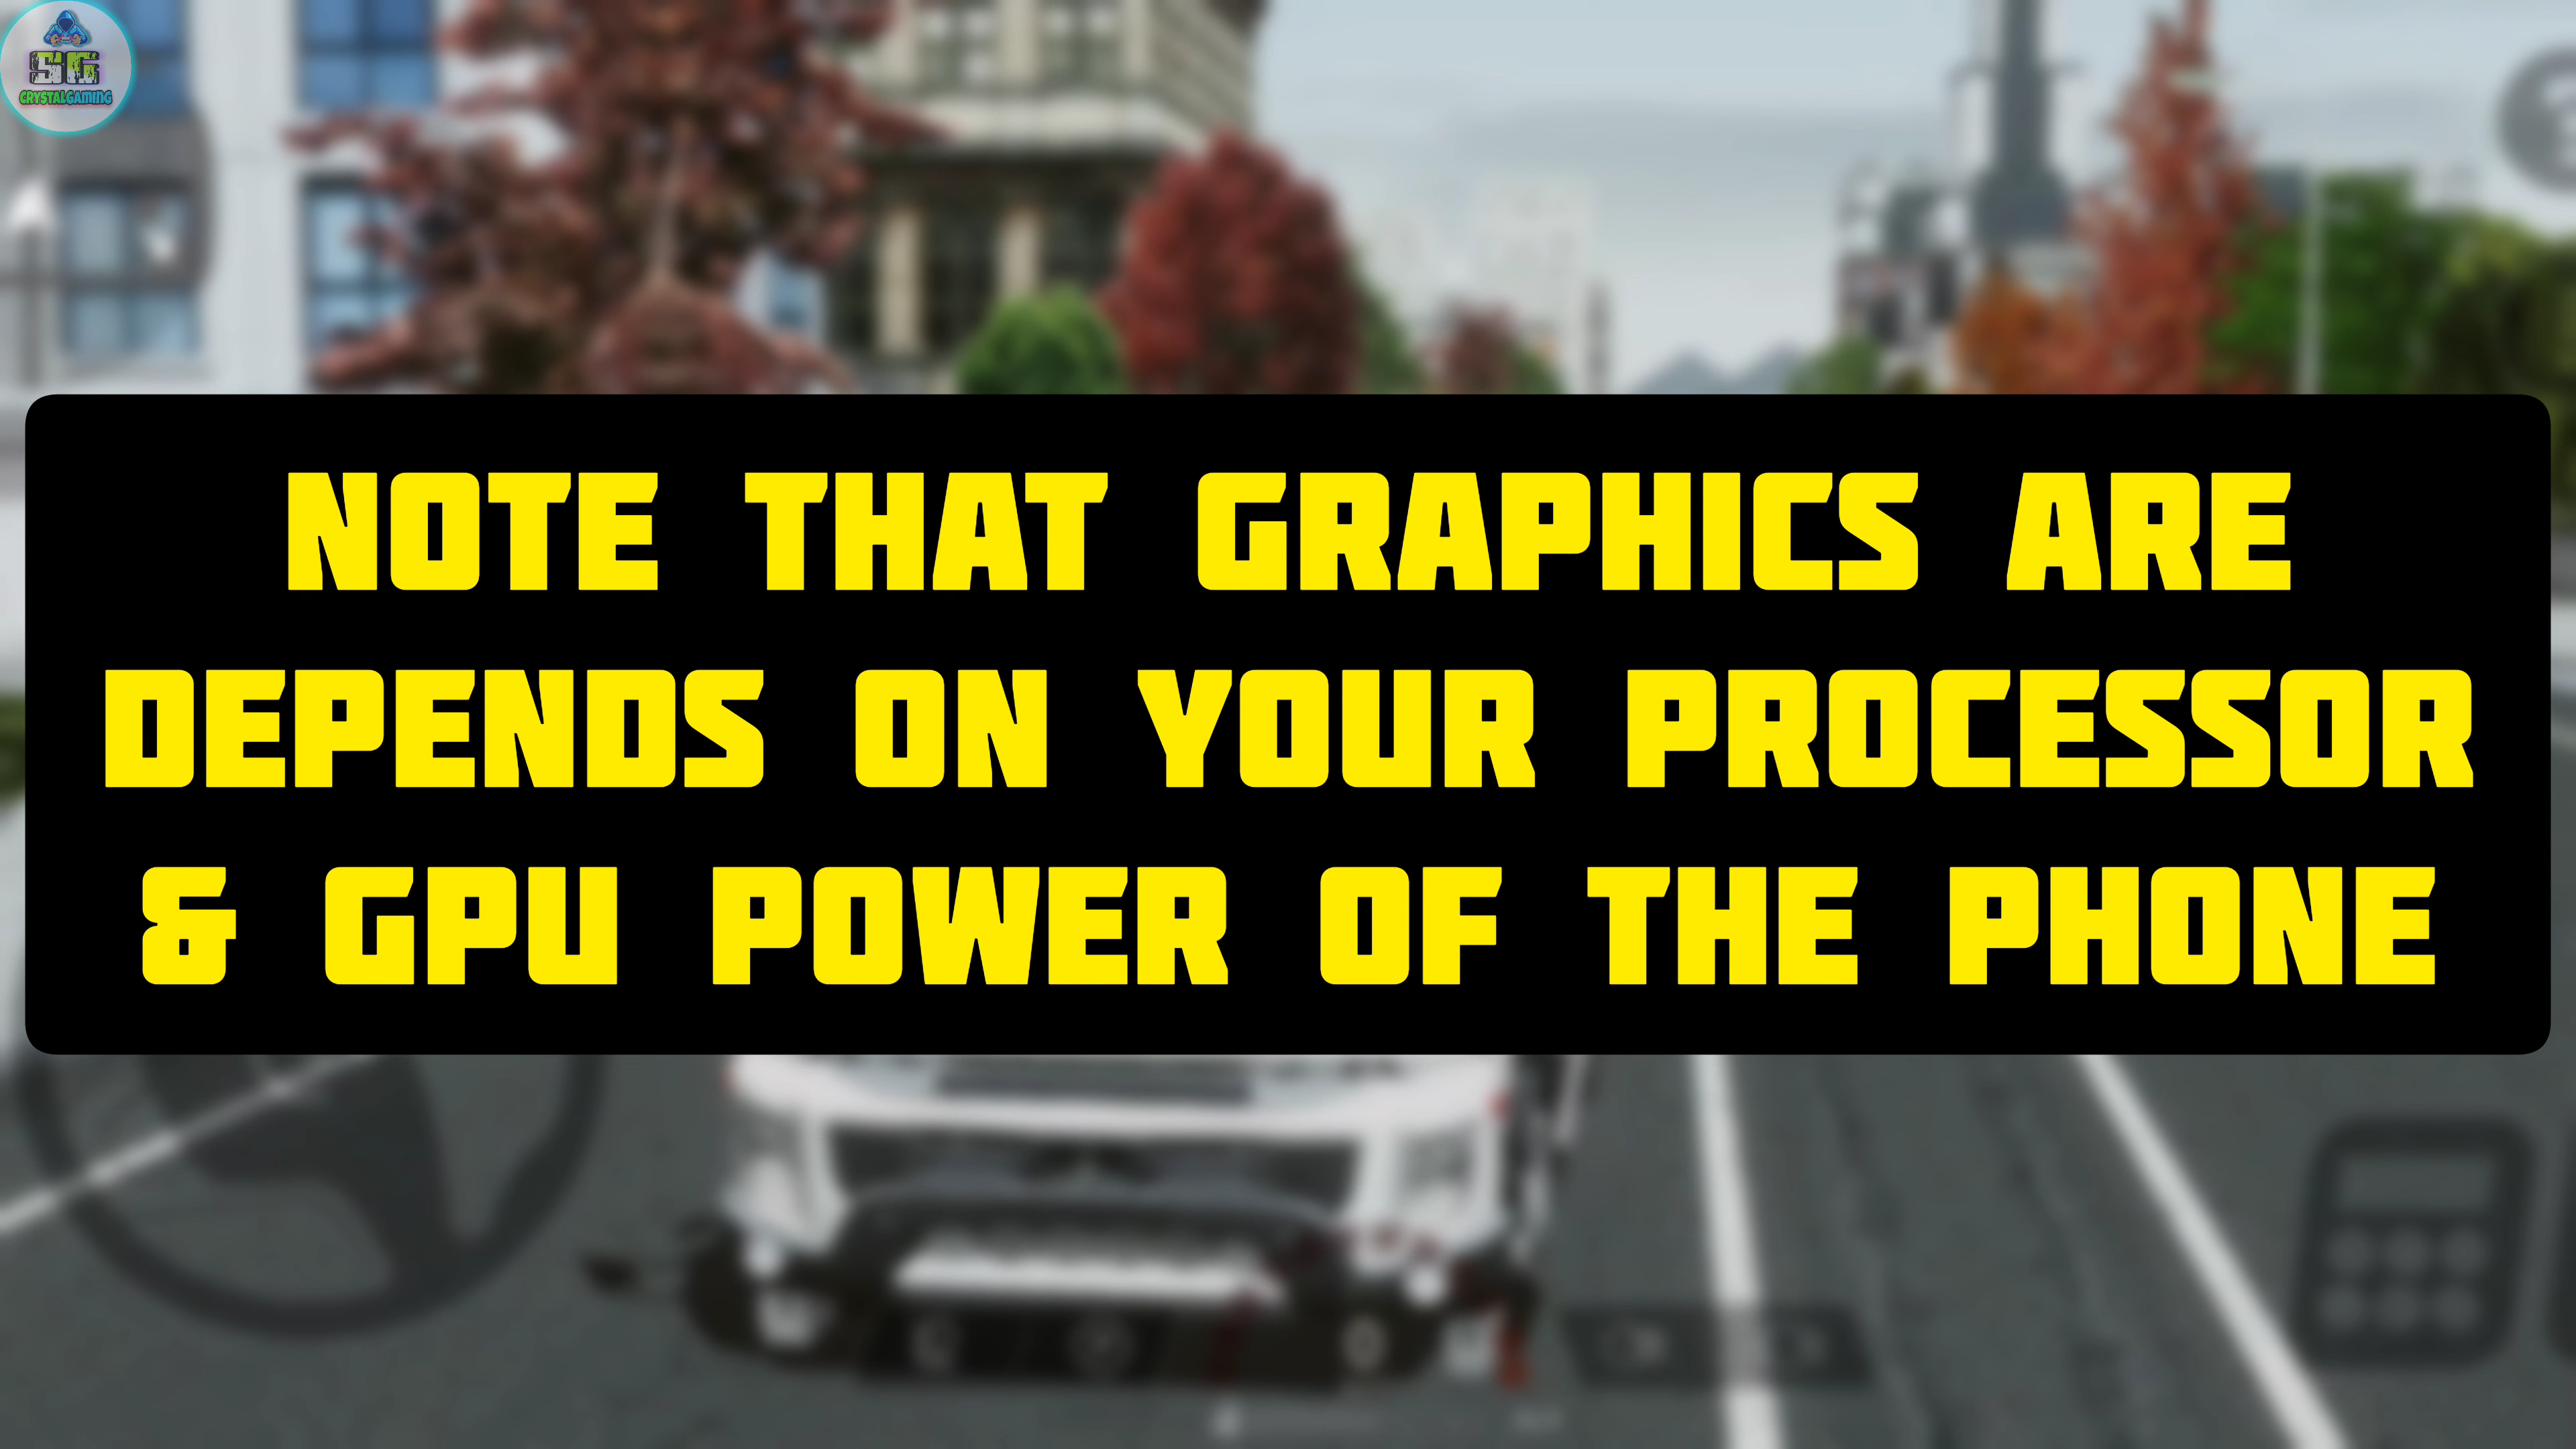 SG
CRYSTALGAMING
NOTE THAT GRAPHICS ARE
DEPENDS ON YOUR PROCESSOR
& GPU POWER OF THE PHONE